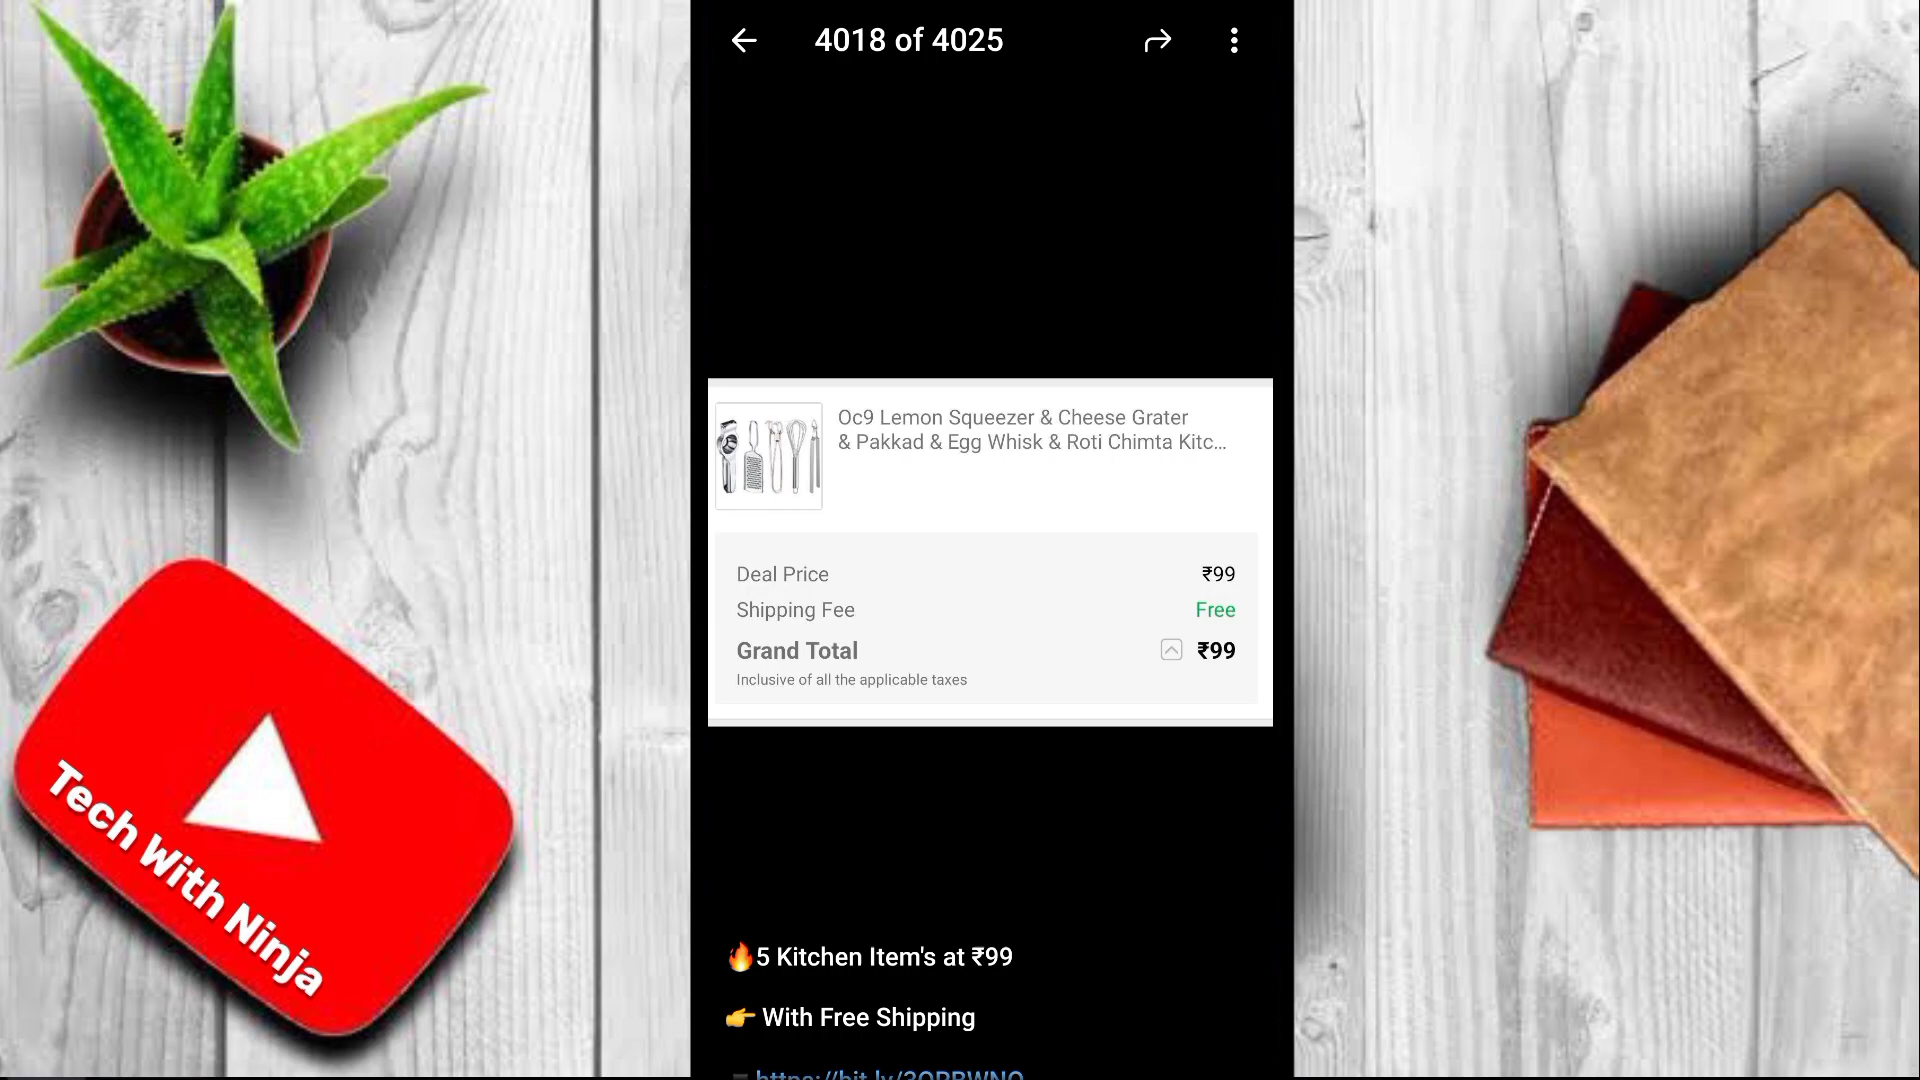 4018 of 4025
Oc9 Lemon Squeezer & Cheese Grater
& Pakkad & Egg Whisk & Roti Chimta Kitc...
Deal Price ₹99
Shipping Fee Free
Grand Total ₹99
Inclusive of all the applicable taxes
Tech With Ninja
🔥5 Kitchen Item's at ₹99
👉 With Free Shipping